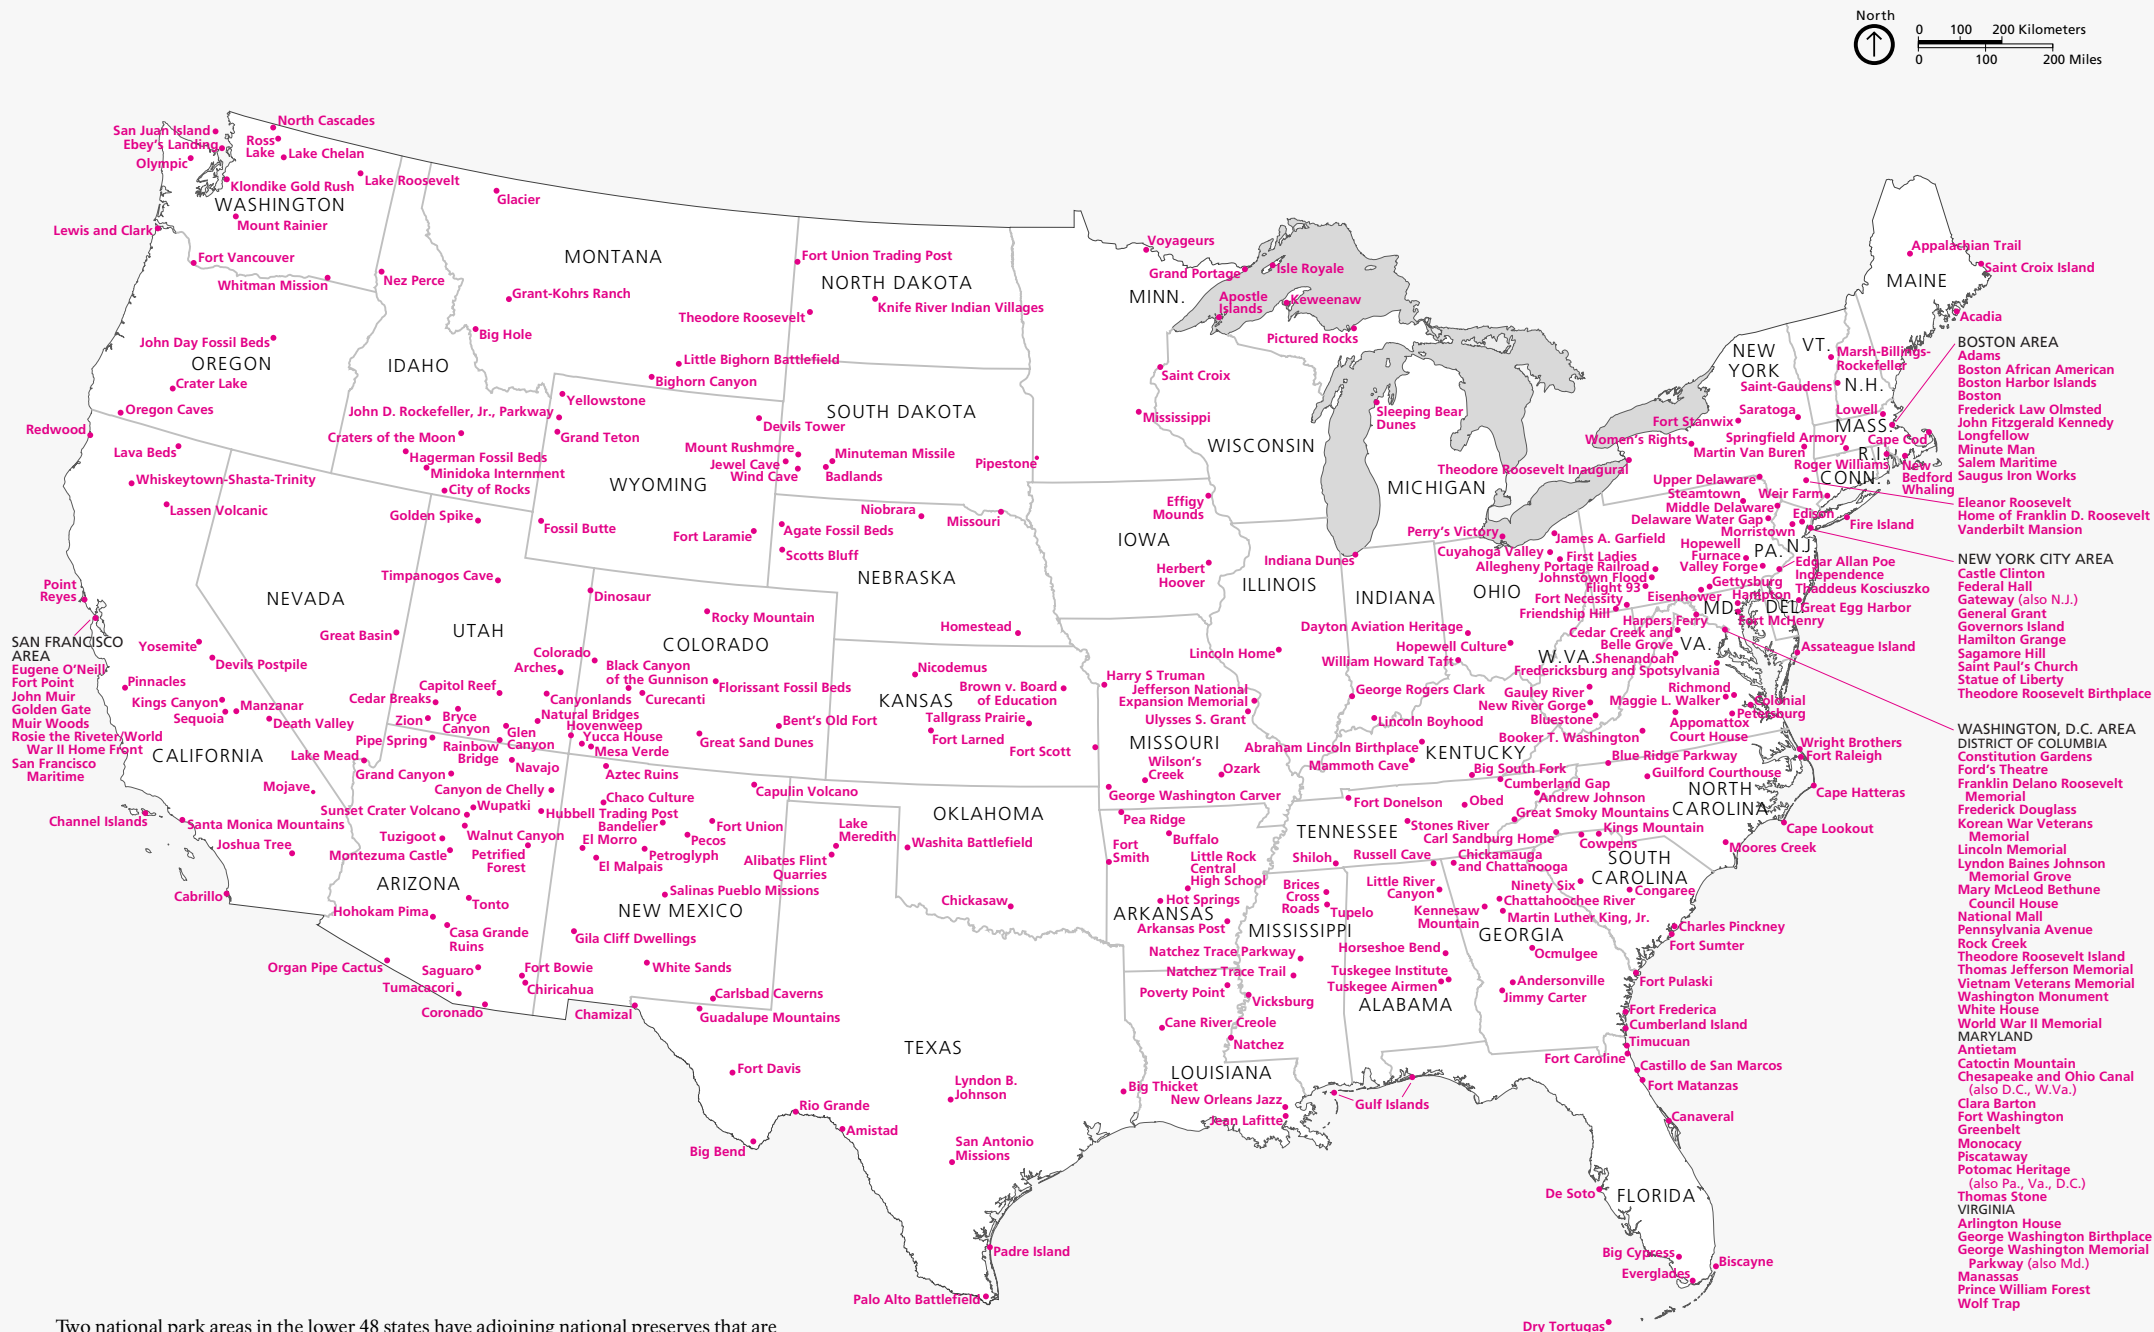 North
0 100 200 Kilometers
0 100 200 Miles
North Cascades
San Juan Island
Ebey's Landing
Ross
Lake
Lake Chelan
Olympic
Lake Roosevelt
Klondike Gold Rush
WASHINGTON
Mount Rainier
Lewis and Clark
Fort Vancouver
Whitman Mission
Nez Perce
Glacier
MONTANA
Grant-Kohrs Ranch
Big Hole
Little Bighorn Battlefield
Bighorn Canyon
John Day Fossil Beds
OREGON
Crater Lake
Oregon Caves
IDAHO
John D. Rockefeller, Jr., Parkway
Craters of the Moon
Hagerman Fossil Beds
Minidoka Internment
City of Rocks
Yellowstone
Grand Teton
Devils Tower
WYOMING
Fossil Butte
Fort Laramie
Fort Union Trading Post
NORTH DAKOTA
Knife River Indian Villages
Theodore Roosevelt
SOUTH DAKOTA
Mount Rushmore
Jewel Cave
Wind Cave
Minuteman Missile
Badlands
Pipestone
Niobrara
Missouri
Agate Fossil Beds
Scotts Bluff
NEBRASKA
Homestead
Redwood
Lava Beds
Whiskeytown-Shasta-Trinity
Lassen Volcanic
Point
Reyes
SAN FRANCISCO
AREA
Eugene O'Neill
Fort Point
John Muir
Golden Gate
Muir Woods
Rosie the Riveter/World
War II Home Front
San Francisco
Maritime
Yosemite
Devils Postpile
Pinnacles
Kings Canyon
Sequoia
Manzanar
Death Valley
CALIFORNIA
Mojave
Channel Islands
Santa Monica Mountains
Joshua Tree
Cabrillo
NEVADA
Great Basin
Lake Mead
Golden Spike
Timpanogos Cave
UTAH
Capitol Reef
Cedar Breaks
Zion
Bryce
Canyon
Pipe Spring
Rainbow
Bridge
Glen
Canyon
Arches
Canyonlands
Natural Bridges
Hovenweep
Dinosaur
Rocky Mountain
COLORADO
Colorado
Black Canyon
of the Gunnison
Curecanti
Florissant Fossil Beds
Bent's Old Fort
Great Sand Dunes
Yucca House
Mesa Verde
Grand Canyon
Navajo
Canyon de Chelly
Sunset Crater Volcano
Wupatki
Hubbell Trading Post
Tuzigoot
Walnut Canyon
Montezuma Castle
Petrified
Forest
ARIZONA
Tonto
Hohokam Pima
Casa Grande
Ruins
Organ Pipe Cactus
Saguaro
Tumacacori
Coronado
Fort Bowie
Chiricahua
Aztec Ruins
Chaco Culture
Capulin Volcano
Bandelier
Fort Union
El Morro
Pecos
Petroglyph
El Malpais
Salinas Pueblo Missions
NEW MEXICO
Gila Cliff Dwellings
White Sands
Carlsbad Caverns
Guadalupe Mountains
Chamizal
Nicodemus
KANSAS
Brown v. Board
of Education
Tallgrass Prairie
Fort Larned
Fort Scott
OKLAHOMA
Washita Battlefield
Chickasaw
Lake
Meredith
Alibates Flint
Quarries
TEXAS
Fort Davis
Lyndon B.
Johnson
Rio Grande
Amistad
Big Bend
San Antonio
Missions
Padre Island
Palo Alto Battlefield
Big Thicket
Voyageurs
Grand Portage
Isle Royale
MINN.
Apostle
Islands
Keweenaw
Pictured Rocks
Saint Croix
Mississippi
WISCONSIN
Sleeping Bear
Dunes
MICHIGAN
Effigy
Mounds
IOWA
Herbert
Hoover
Indiana Dunes
ILLINOIS
Lincoln Home
INDIANA
George Rogers Clark
Lincoln Boyhood
Perry's Victory
James A. Garfield
Cuyahoga Valley
First Ladies
OHIO
Dayton Aviation Heritage
Hopewell Culture
William Howard Taft
Harry S Truman
Jefferson National
Expansion Memorial
Ulysses S. Grant
MISSOURI
Wilson's
Creek
Ozark
George Washington Carver
Pea Ridge
Buffalo
Fort
Smith
Little Rock
Central
High School
Hot Springs
ARKANSAS
Arkansas Post
Abraham Lincoln Birthplace
Mammoth Cave
KENTUCKY
Big South Fork
Cumberland Gap
Fort Donelson
Obed
Andrew Johnson
Great Smoky Mountains
TENNESSEE
Stones River
Carl Sandburg Home
Shiloh
Russell Cave
Chickamauga
and Chattanooga
Brices
Cross
Roads
Tupelo
MISSISSIPPI
Natchez Trace Parkway
Natchez Trace Trail
Vicksburg
Natchez
Poverty Point
Cane River Creole
LOUISIANA
New Orleans Jazz
Jean Lafitte
Gulf Islands
Little River
Canyon
Horseshoe Bend
Tuskegee Institute
Tuskegee Airmen
ALABAMA
Kennesaw
Mountain
Chattahoochee River
Martin Luther King, Jr.
GEORGIA
Ocmulgee
Andersonville
Jimmy Carter
Fort Pulaski
Fort Frederica
Cumberland Island
Timucuan
Fort Caroline
Castillo de San Marcos
Fort Matanzas
Canaveral
De Soto
FLORIDA
Big Cypress
Everglades
Biscayne
Dry Tortugas
Kings Mountain
Cowpens
SOUTH
CAROLINA
Ninety Six
Congaree
Charles Pinckney
Fort Sumter
Blue Ridge Parkway
Guilford Courthouse
NORTH
CAROLINA
Wright Brothers
Fort Raleigh
Cape Hatteras
Cape Lookout
Moores Creek
Allegheny Portage Railroad
Johnstown Flood
Flight 93
Fort Necessity
Friendship Hill
Eisenhower
Gettysburg
Hampton
Fort McHenry
Harpers Ferry
Cedar Creek and
Belle Grove
Shenandoah
Fredericksburg and Spotsylvania
W.VA.
VA.
MD.
DEL.
Gauley River
New River Gorge
Bluestone
Richmond
Maggie L. Walker
Colonial
Petersburg
Appomattox
Court House
Booker T. Washington
Assateague Island
Great Egg Harbor
Edgar Allan Poe
Independence
Thaddeus Kosciuszko
Hopewell
Furnace
Valley Forge
PA.
N.J.
Theodore Roosevelt Inaugural
Women's Rights
Fort Stanwix
Saratoga
NEW
YORK
Martin Van Buren
Springfield Armory
Upper Delaware
Steamtown
Middle Delaware
Delaware Water Gap
Morristown
Edison
Weir Farm
Fire Island
CONN.
R.I.
Roger Williams
New
Bedford
Whaling
Cape Cod
MASS.
Lowell
Saint-Gaudens
N.H.
VT.
Marsh-Billings-
Rockefeller
MAINE
Appalachian Trail
Saint Croix Island
Acadia
BOSTON AREA
Adams
Boston African American
Boston Harbor Islands
Boston
Frederick Law Olmsted
John Fitzgerald Kennedy
Longfellow
Minute Man
Salem Maritime
Saugus Iron Works
Eleanor Roosevelt
Home of Franklin D. Roosevelt
Vanderbilt Mansion
NEW YORK CITY AREA
Castle Clinton
Federal Hall
Gateway (also N.J.)
General Grant
Governors Island
Hamilton Grange
Sagamore Hill
Saint Paul's Church
Statue of Liberty
Theodore Roosevelt Birthplace
WASHINGTON, D.C. AREA
DISTRICT OF COLUMBIA
Constitution Gardens
Ford's Theatre
Franklin Delano Roosevelt
Memorial
Frederick Douglass
Korean War Veterans
Memorial
Lincoln Memorial
Lyndon Baines Johnson
Memorial Grove
Mary McLeod Bethune
Council House
National Mall
Pennsylvania Avenue
Rock Creek
Theodore Roosevelt Island
Thomas Jefferson Memorial
Vietnam Veterans Memorial
Washington Monument
White House
World War II Memorial
MARYLAND
Antietam
Catoctin Mountain
Chesapeake and Ohio Canal
(also D.C., W.Va.)
Clara Barton
Fort Washington
Greenbelt
Monocacy
Piscataway
Potomac Heritage
(also Pa., Va., D.C.)
Thomas Stone
VIRGINIA
Arlington House
George Washington Birthplace
George Washington Memorial
Parkway (also Md.)
Manassas
Prince William Forest
Wolf Trap
Two national park areas in the lower 48 states have adjoining national preserves that are